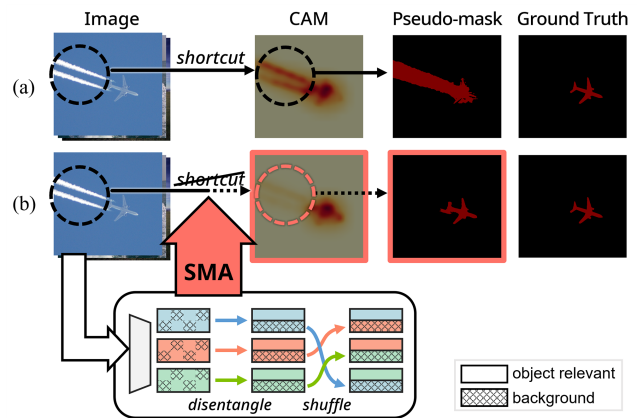 Image CAM Pseudo-mask Ground Truth
(a) shortcut
(b) shortcut
SMA
disentangle shuffle
object relevant
background